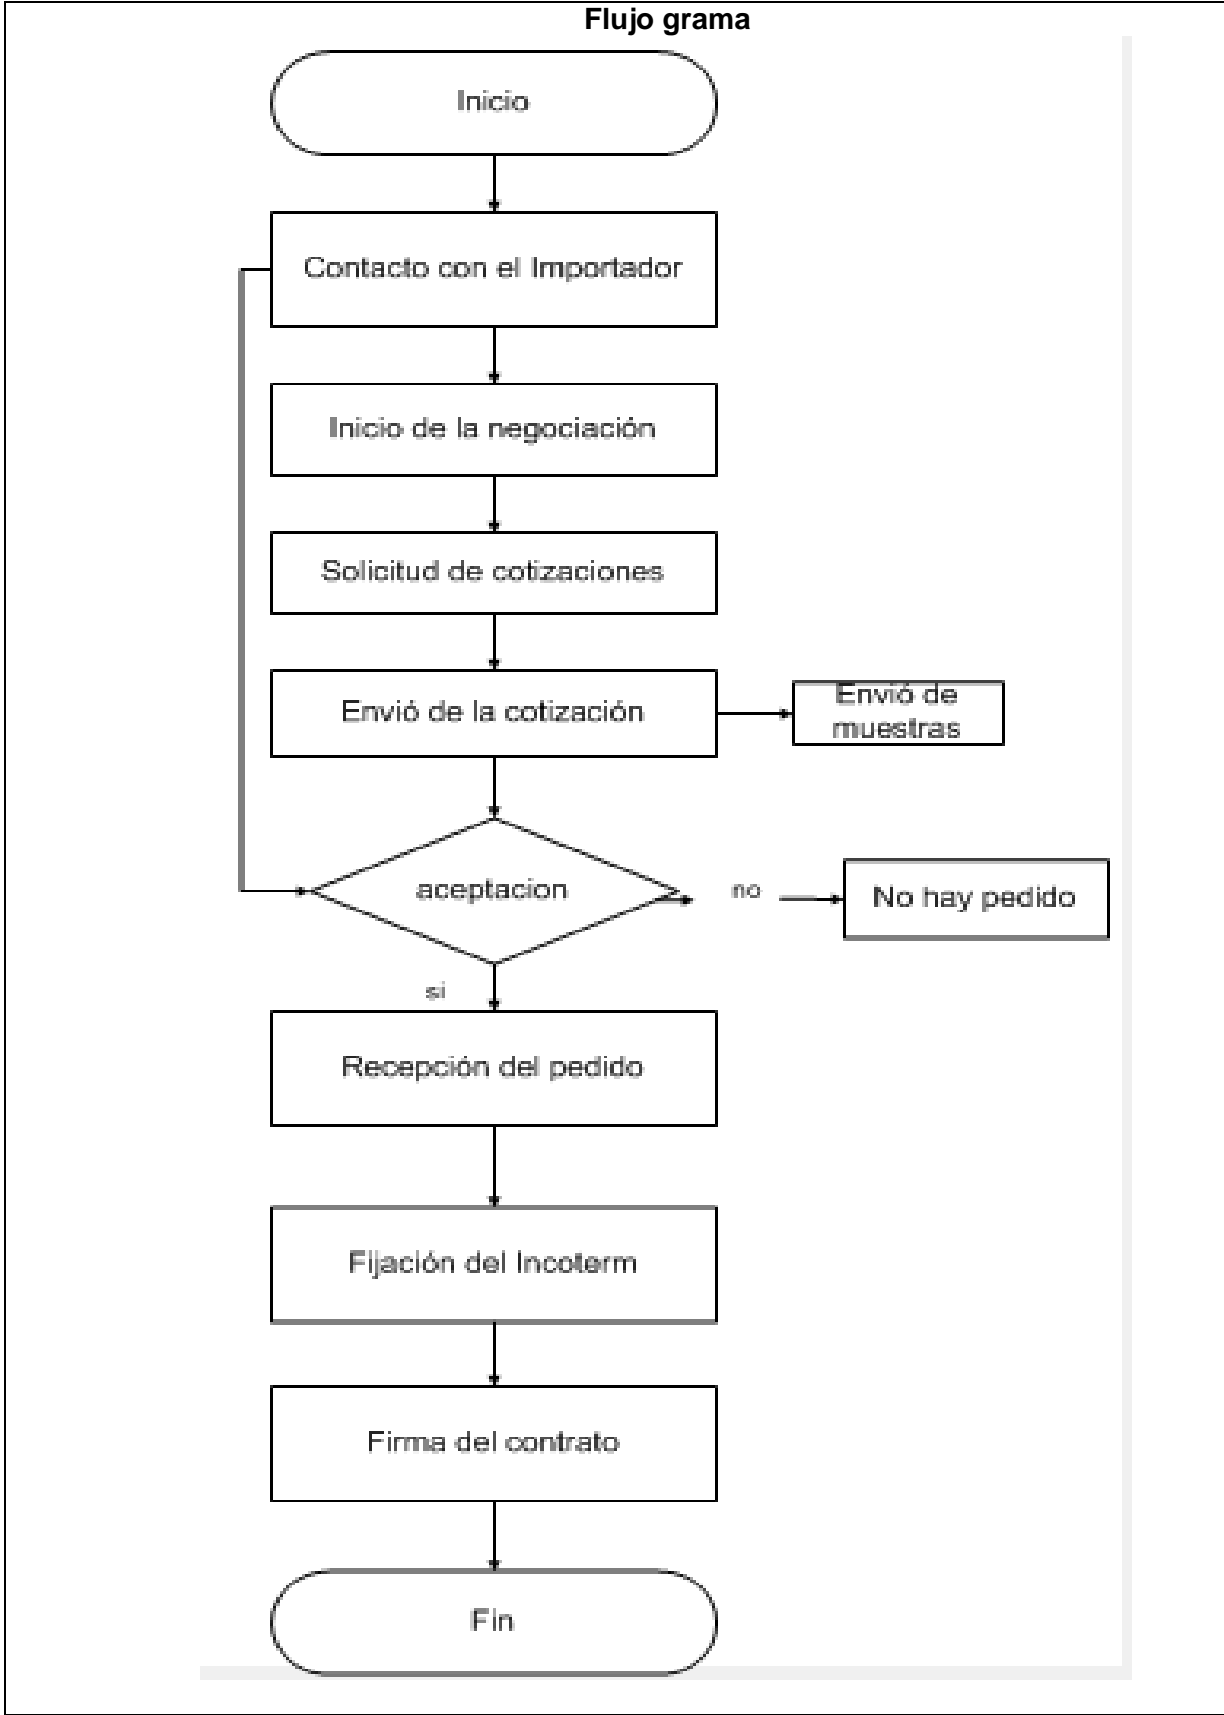 Flujo grama
Inicio
Contacto con el Importador
Inicio de la negociación
Solicitud de cotizaciones
Envió de la cotización
Envió de
muestras
aceptacion
no
No hay pedido
si
Recepción del pedido
Fijación del Incoterm
Firma del contrato
Fin